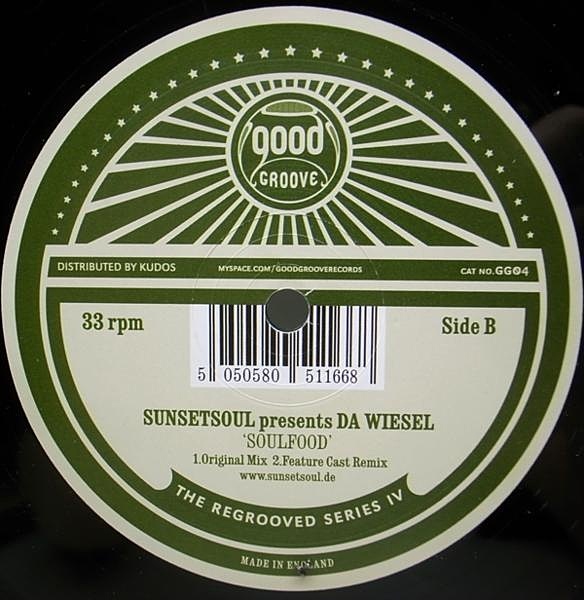 good
GROOVE
DISTRIBUTED BY KUDOS MYSPACE.COM/GOODGROOVERECORDS CAT NO.GG04
33 rpm Side B
5 050580 511668
SUNSETSOUL presents DA WIESEL
'SOULFOOD'
1.Original Mix 2.Feature Cast Remix
www.sunsetsoul.de
THE REGROOVED SERIES IV
MADE IN ENGLAND